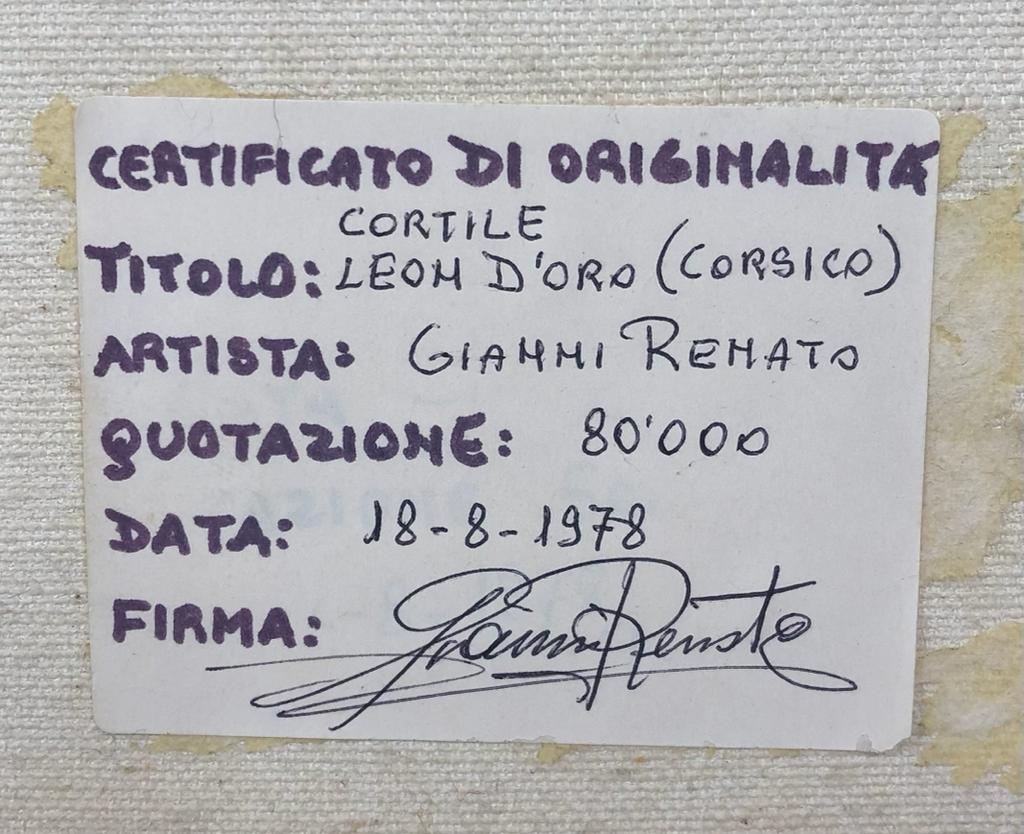 CERTIFICATO DI ORIGINALITÀ
CORTILE
TITOLO: LEON D'ORO (CORSICO)
ARTISTA: GIANNI RENATO
QUOTAZIONE: 80'000
DATA: 18-8-1978
FIRMA: Gianni Renato